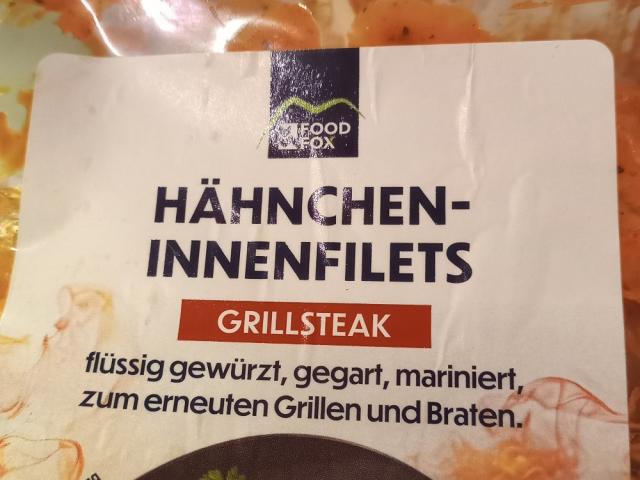 FOOD
FOX
HÄHNCHEN-
INNENFILETS
GRILLSTEAK
flüssig gewürzt, gegart, mariniert,
zum erneuten Grillen und Braten.